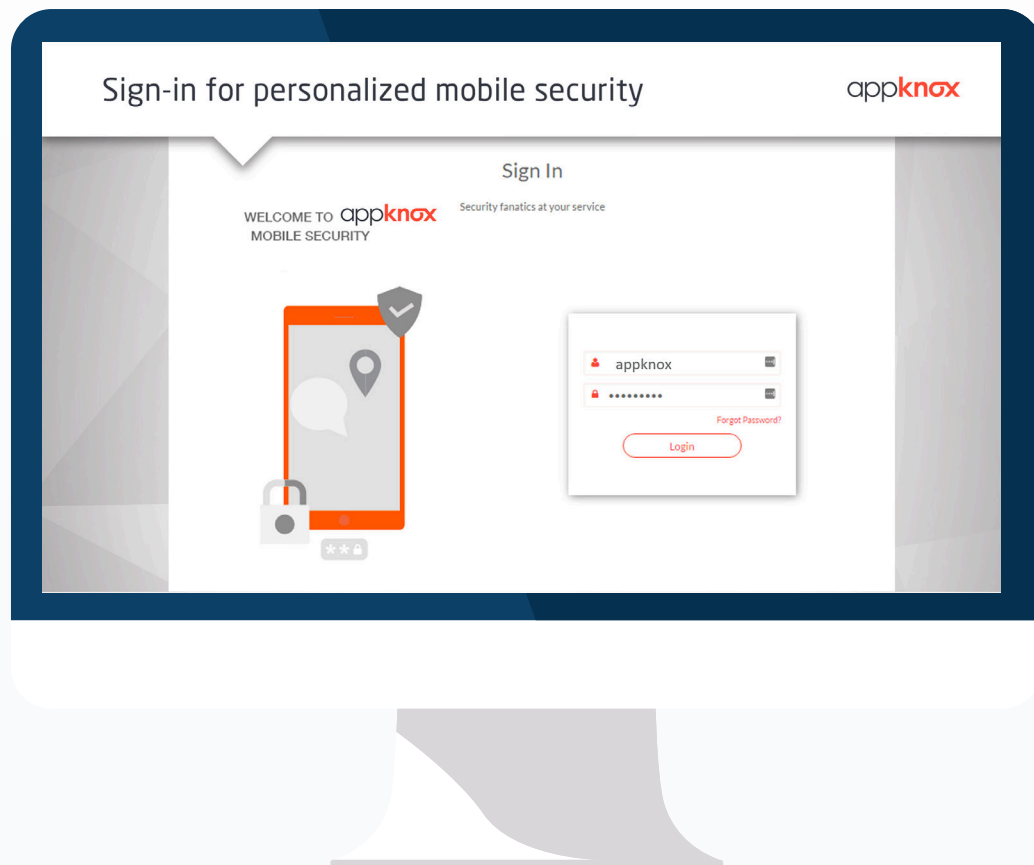 Sign-in for personalized mobile security
appknox
Sign In
Security fanatics at your service
WELCOME TO appknox
MOBILE SECURITY
appknox
•••••••••
Forgot Password?
Login
**